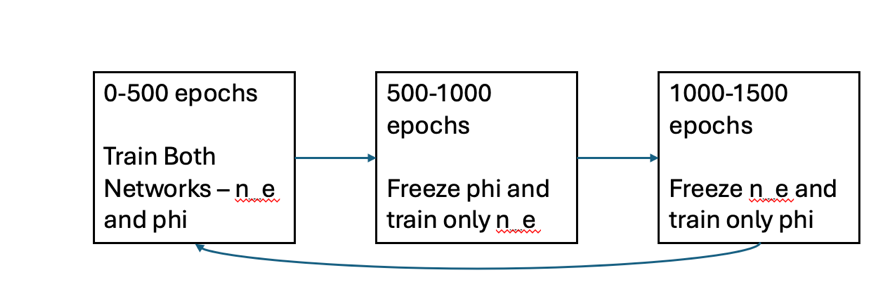 0-500 epochs
Train Both
Networks – n_e
and phi
500-1000
epochs
Freeze phi and
train only n_e
1000-1500
epochs
Freeze n_e and
train only phi